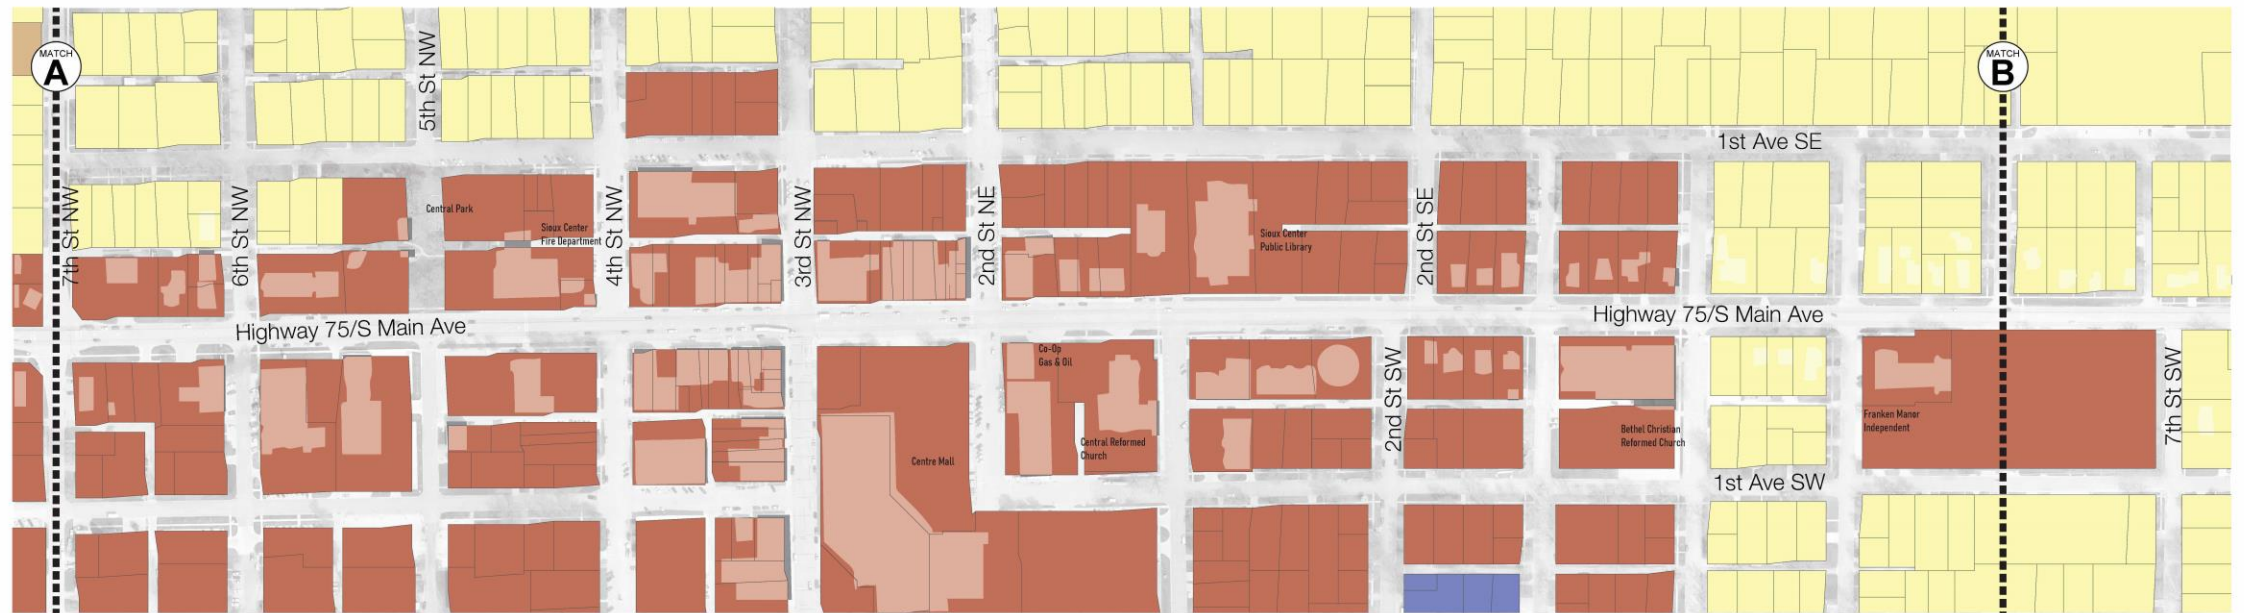 MATCH
A
MATCH
B
5th St NW
1st Ave SE
7th St NW
6th St NW
Central Park
Sioux Center
Fire Department
4th St NW
3rd St NW
2nd St NE
Sioux Center
Public Library
2nd St SE
Highway 75/S Main Ave
Highway 75/S Main Ave
Co-Op
Gas & Oil
Central Reformed
Church
Centre Mall
2nd St SW
Bethel Christian
Reformed Church
Franken Manor
Independent
7th St SW
1st Ave SW